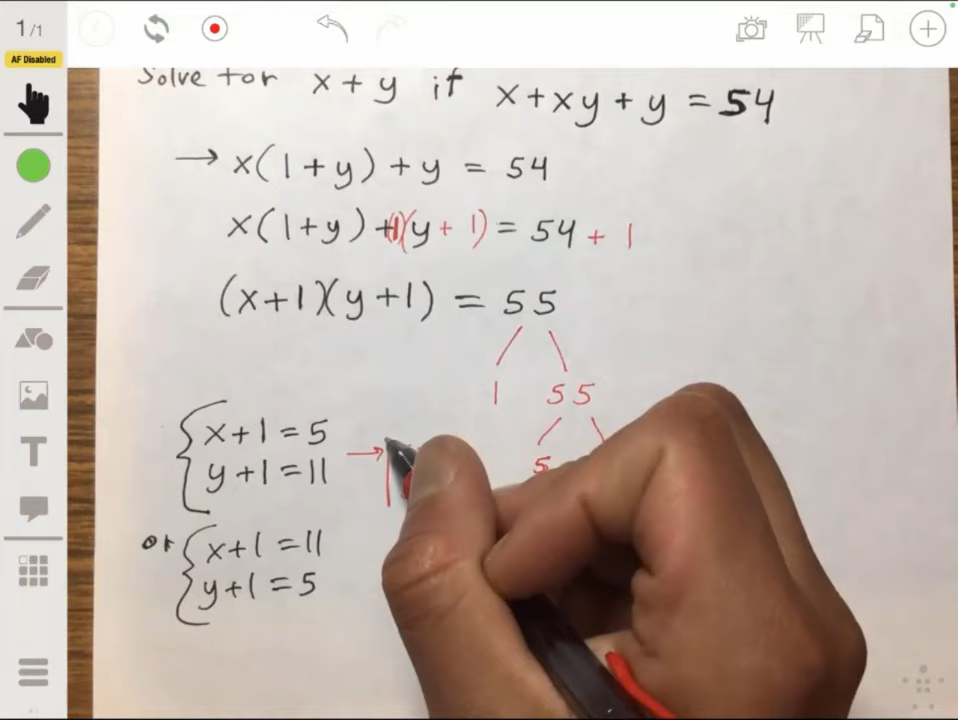 1/1
AF Disabled
T
Solve for x + y if x + xy + y = 54
→ x(1+y) + y = 54
x(1+y) + 1(y + 1) = 54 + 1
(x+1)(y+1) = 55
1 55
5
x+1 = 5
y+1 = 11
→
or
x+1 = 11
y+1 = 5